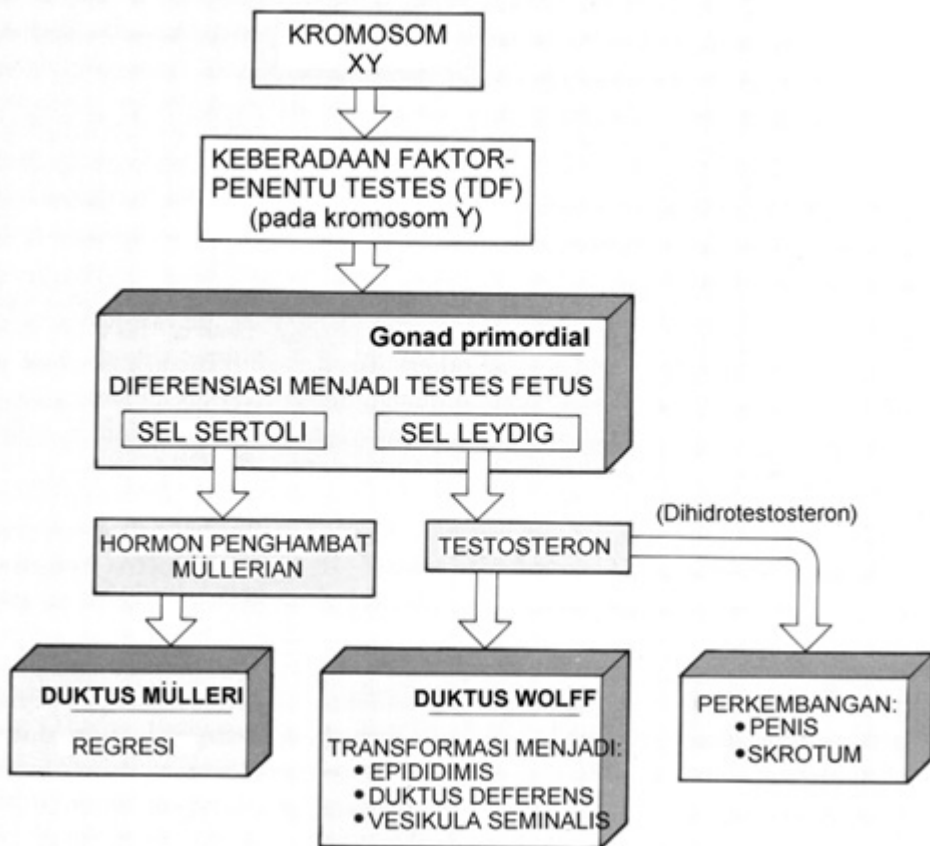 KROMOSOM
XY
KEBERADAAN FAKTOR-
PENENTU TESTES (TDF)
(pada kromosom Y)
Gonad primordial
DIFERENSIASI MENJADI TESTES FETUS
SEL SERTOLI
SEL LEYDIG
HORMON PENGHAMBAT
MÜLLERIAN
TESTOSTERON
(Dihidrotestosteron)
DUKTUS MÜLLERI
REGRESI
DUKTUS WOLFF
TRANSFORMASI MENJADI:
• EPIDIDIMIS
• DUKTUS DEFERENS
• VESIKULA SEMINALIS
PERKEMBANGAN:
• PENIS
• SKROTUM